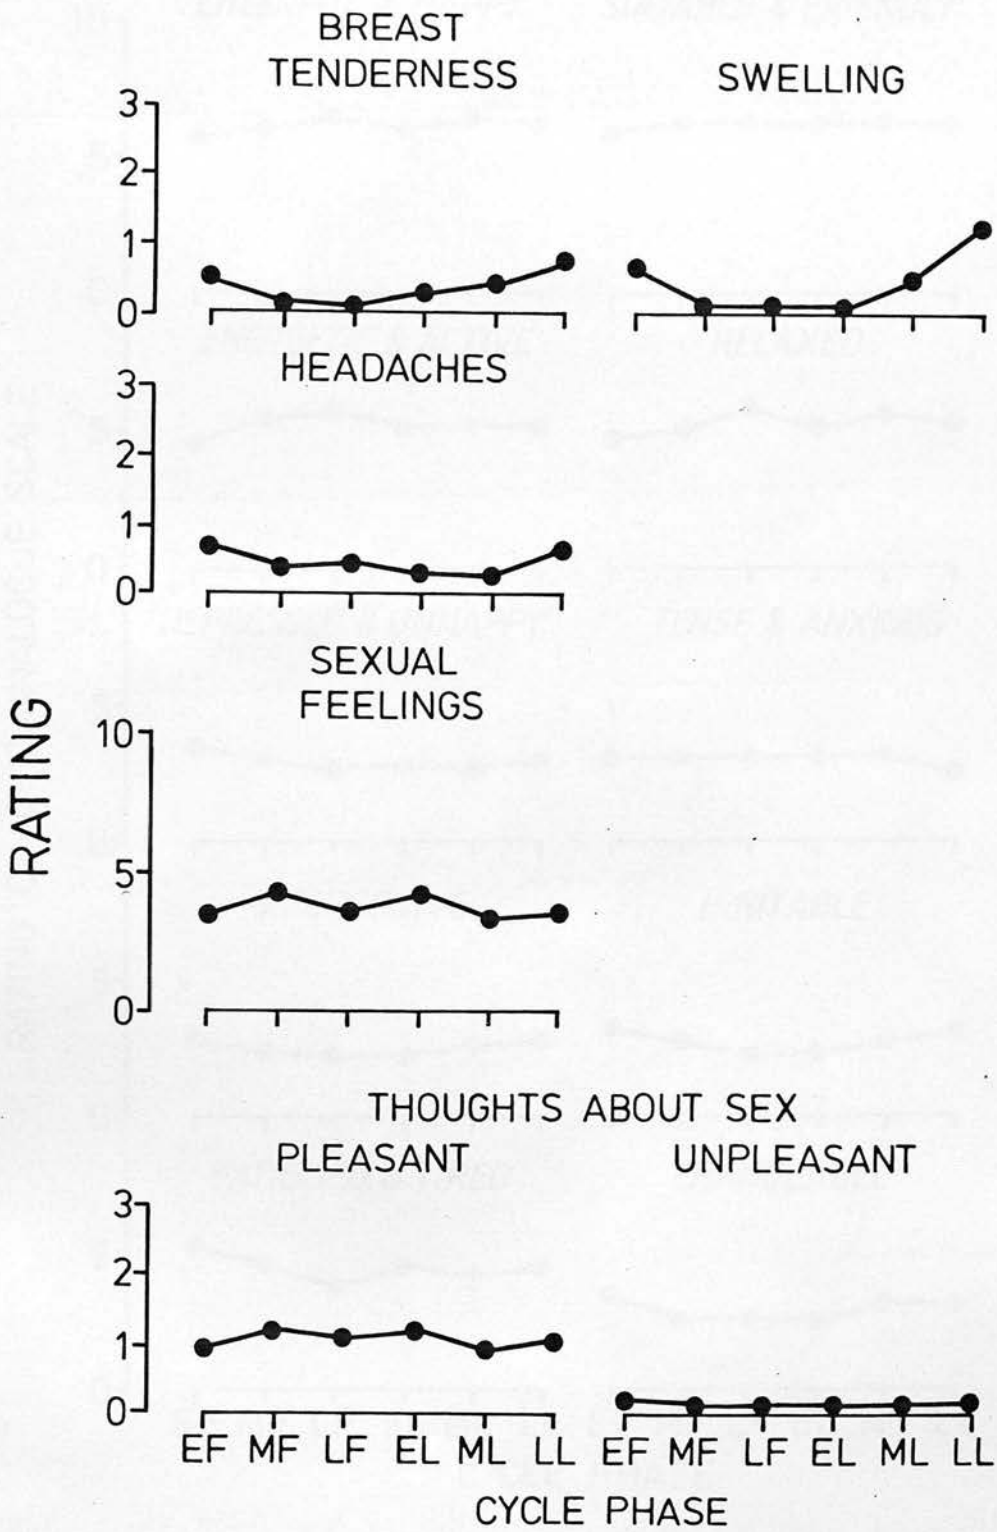 BREAST
TENDERNESS
SWELLING
3
2
1
0
HEADACHES
3
2
1
0
SEXUAL
FEELINGS
RATING
10
5
0
THOUGHTS ABOUT SEX
PLEASANT
UNPLEASANT
3
2
1
0
EF MF LF EL ML LL
EF MF LF EL ML LL
CYCLE PHASE